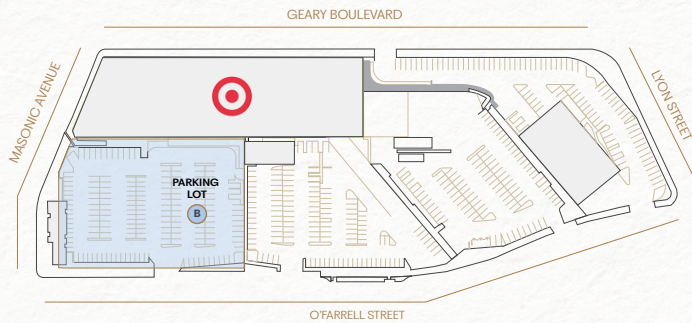 GEARY BOULEVARD
MASONIC AVENUE
LYON STREET
PARKING
LOT
B
O'FARRELL STREET